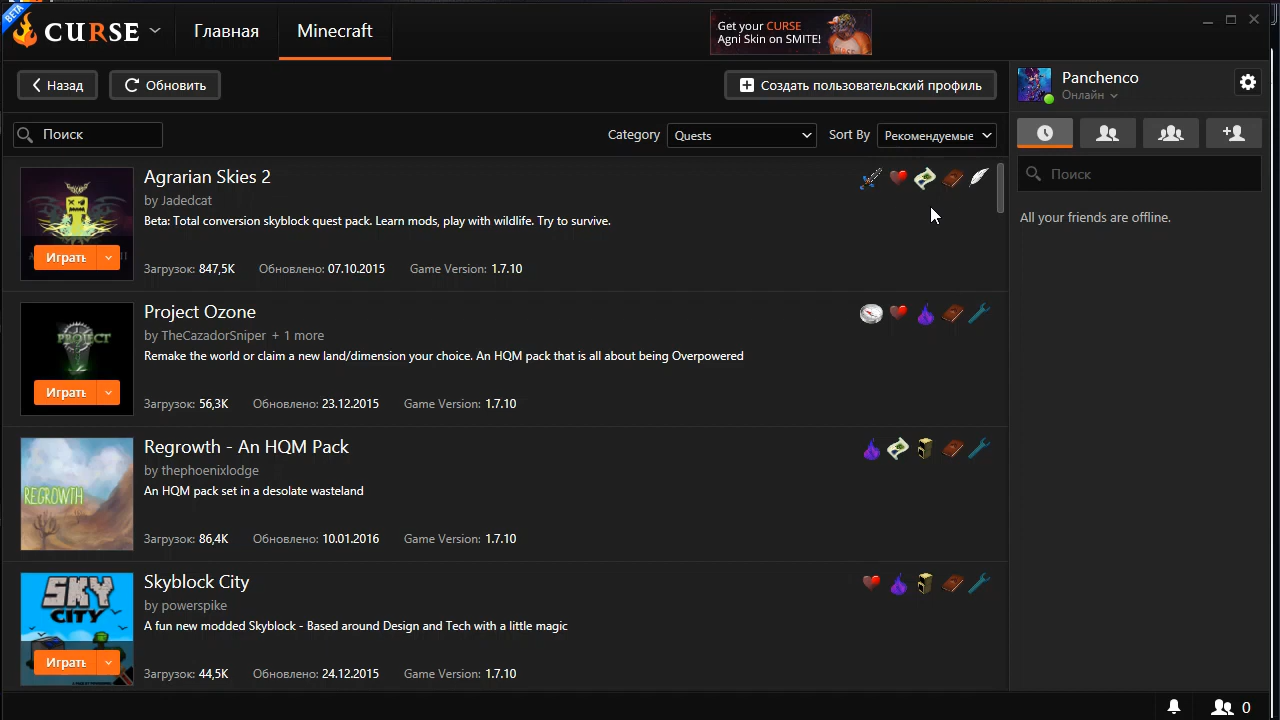 BETA
CURSE
Главная
Minecraft
Get your CURSE
Agni Skin on SMITE!
Назад
Обновить
Создать пользовательский профиль
Panchenco
Онлайн
Поиск
Category
Quests
Sort By
Рекомендуемые
Поиск
All your friends are offline.
Agrarian Skies 2
by Jadedcat
Beta: Total conversion skyblock quest pack. Learn mods, play with wildlife. Try to survive.
Играть
Загрузок: 847,5K Обновлено: 07.10.2015 Game Version: 1.7.10
Project Ozone
by TheCazadorSniper + 1 more
Remake the world or claim a new land/dimension your choice. An HQM pack that is all about being Overpowered
PROJECT
Играть
Загрузок: 56,3K Обновлено: 23.12.2015 Game Version: 1.7.10
Regrowth - An HQM Pack
by thephoenixlodge
An HQM pack set in a desolate wasteland
REGROWTH
Загрузок: 86,4K Обновлено: 10.01.2016 Game Version: 1.7.10
Skyblock City
by powerspike
A fun new modded Skyblock - Based around Design and Tech with a little magic
SKY
CITY
Играть
Загрузок: 44,5K Обновлено: 24.12.2015 Game Version: 1.7.10
0